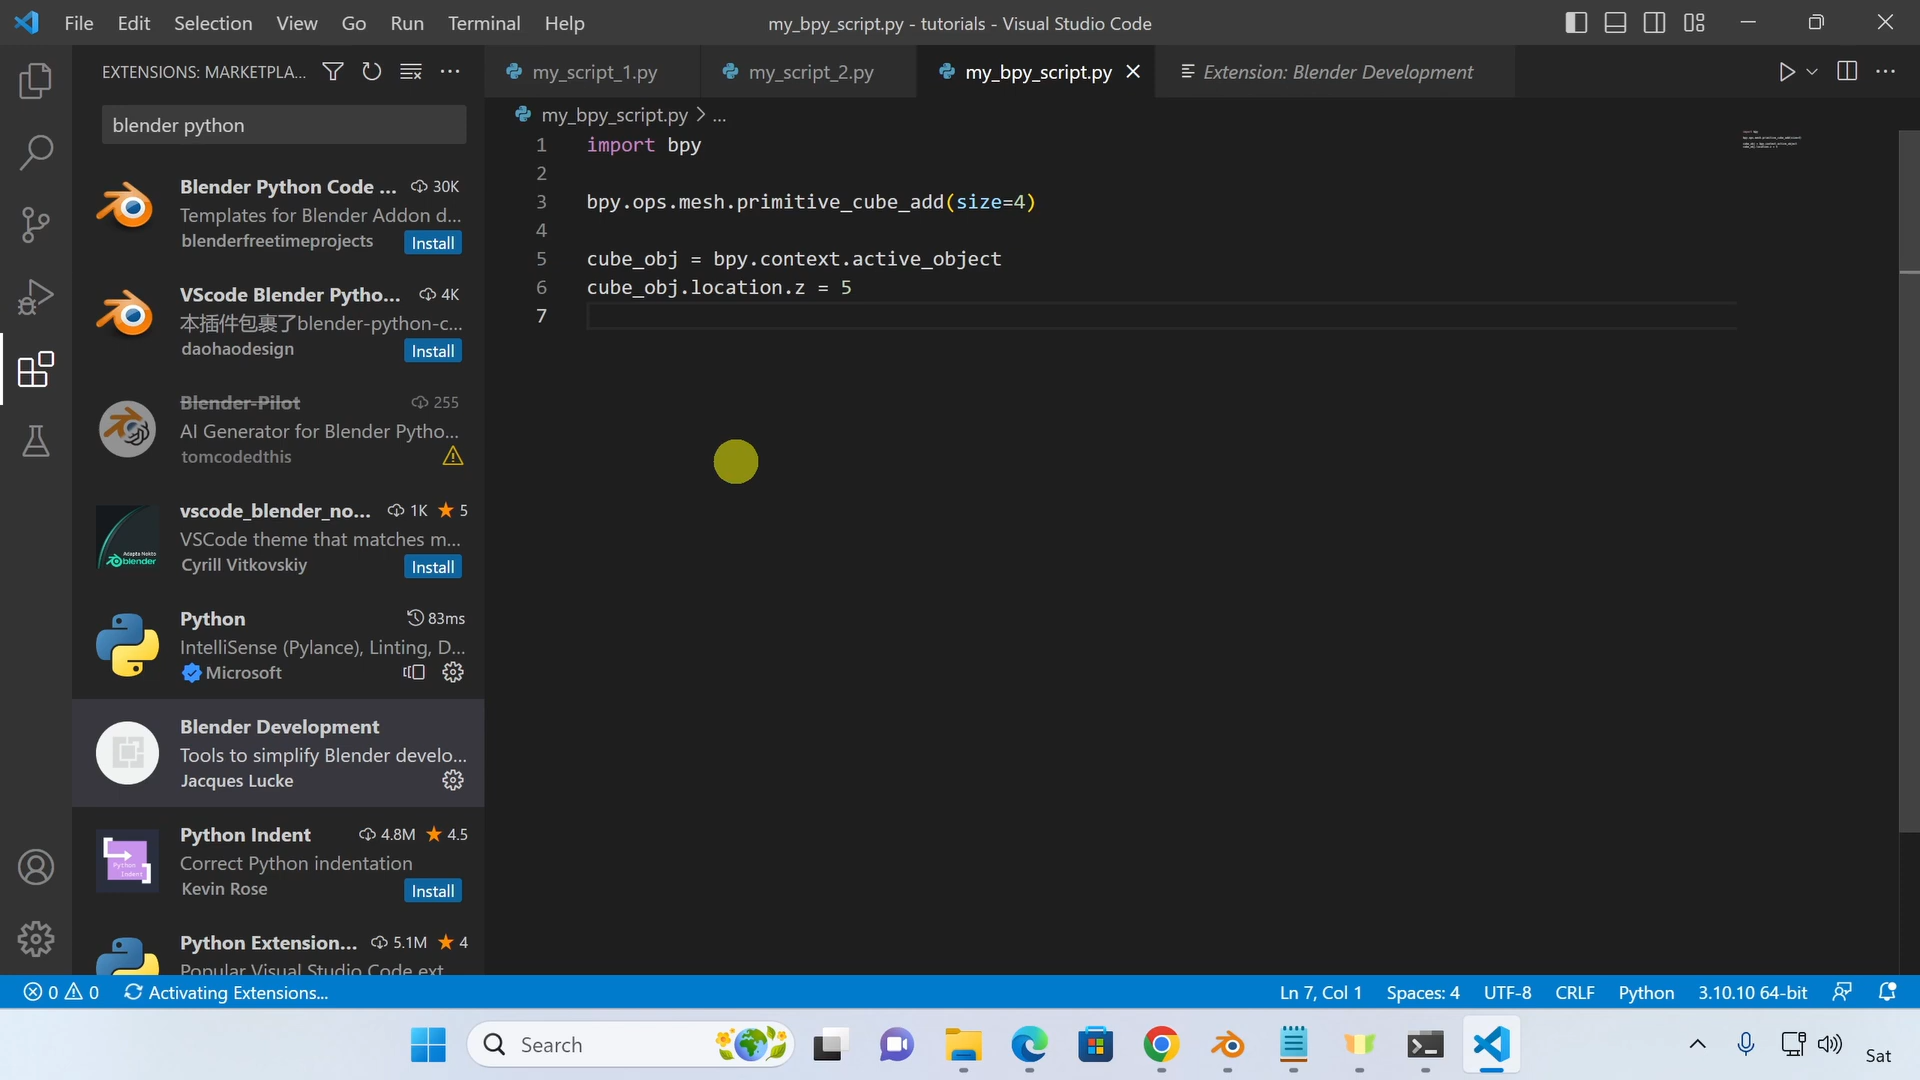 File Edit Selection View Go Run Terminal Help
my_bpy_script.py - tutorials - Visual Studio Code
EXTENSIONS: MARKETPLA...
blender python
Blender Python Code ... 30K
Templates for Blender Addon d...
blenderfreetimeprojects Install
VScode Blender Pytho... 4K
本插件包裹了blender-python-c...
daohaodesign Install
Blender-Pilot 255
AI Generator for Blender Pytho...
tomcodedthis
vscode_blender_no... 1K 5
VSCode theme that matches m...
Cyrill Vitkovskiy Install
Adapta Nokto
blender
Python 83ms
IntelliSense (Pylance), Linting, D...
Microsoft
Blender Development
Tools to simplify Blender develo...
Jacques Lucke
Python Indent 4.8M 4.5
Correct Python indentation
Kevin Rose Install
Python
Indent
Python Extension... 5.1M 4
Popular Visual Studio Code ext...
my_script_1.py my_script_2.py my_bpy_script.py Extension: Blender Development
my_bpy_script.py > ...
1 import bpy
2
3 bpy.ops.mesh.primitive_cube_add(size=4)
4
5 cube_obj = bpy.context.active_object
6 cube_obj.location.z = 5
7
0 0 Activating Extensions... Ln 7, Col 1 Spaces: 4 UTF-8 CRLF Python 3.10.10 64-bit
Search
Sat